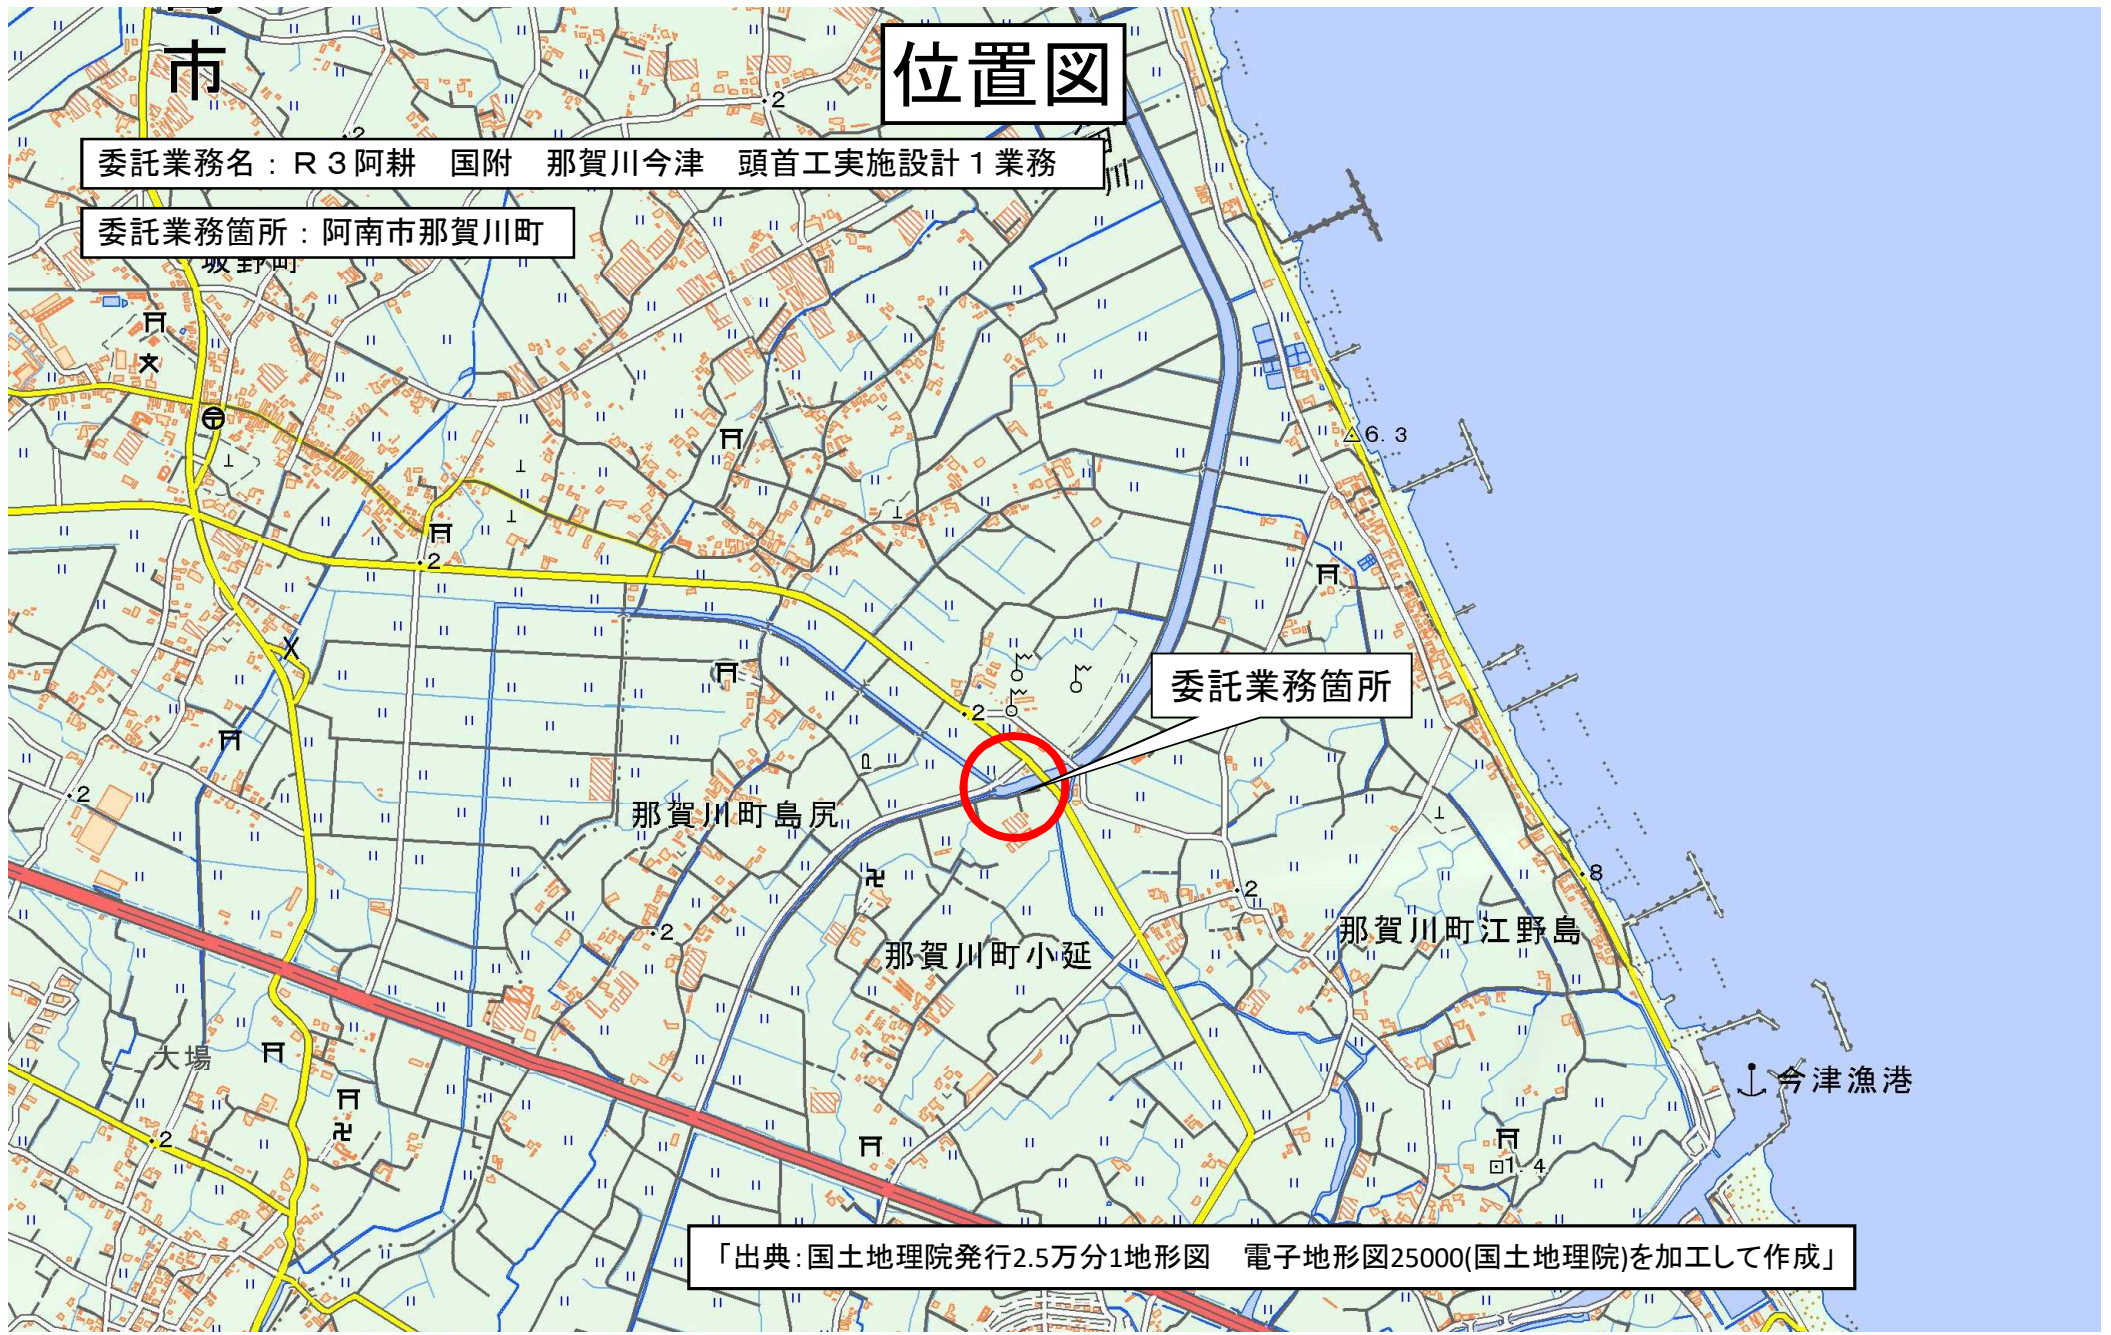 市
位置図
2
2
委託業務名：Ｒ３阿耕　国附　那賀川今津　頭首工実施設計１業務
川
委託業務箇所：阿南市那賀川町
坂野町
6.3
2
委託業務箇所
2
2
那賀川町島尻
8
2
2
那賀川町江野島
那賀川町小延
大場
今津漁港
2
1.4
「出典：国土地理院発行2.5万分1地形図　電子地形図25000(国土地理院)を加工して作成」